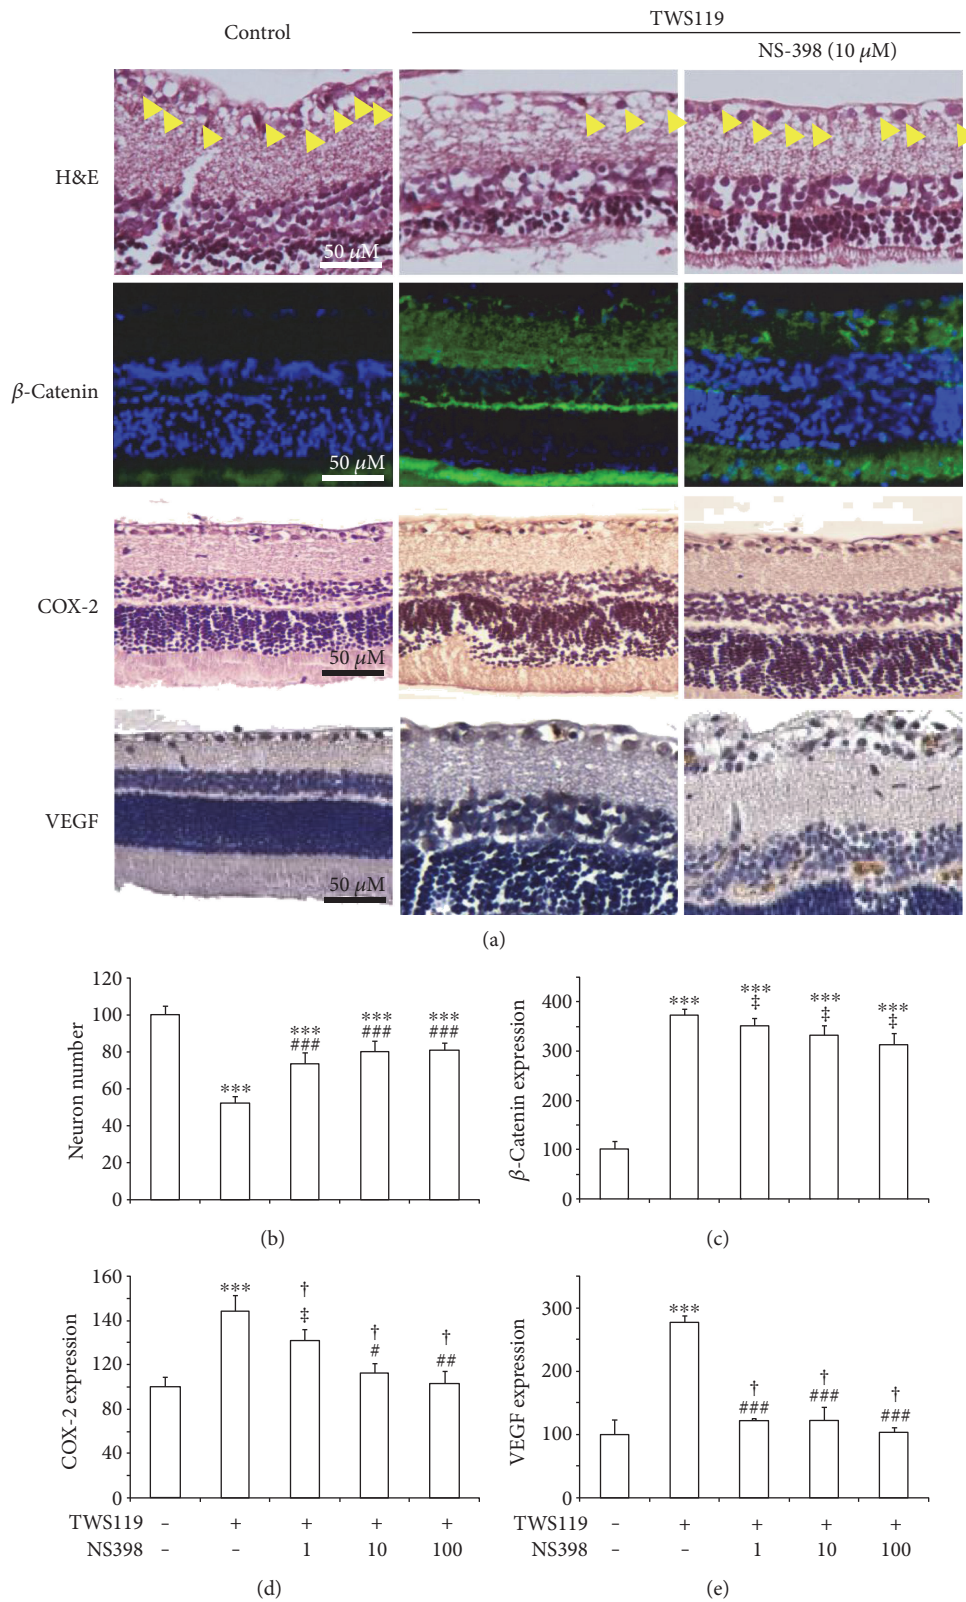 TWS119
Control
NS-398 (10 μM)
H&E
50 μM
β-Catenin
50 μM
COX-2
50 μM
VEGF
50 μM
(a)
120
100
80
60
40
20
0
Neuron number
***
***
###
***
###
***
###
(b)
400
300
100
0
β-Catenin expression
***
***
‡
***
‡
***
‡
(c)
160
140
120
100
80
40
0
COX-2 expression
***
†
‡
†
#
†
##
TWS119 – + + + +
NS398 – – 1 10 100
(d)
300
200
100
0
VEGF expression
***
†
###
†
###
†
###
TWS119 – + + + +
NS398 – – 1 10 100
(e)